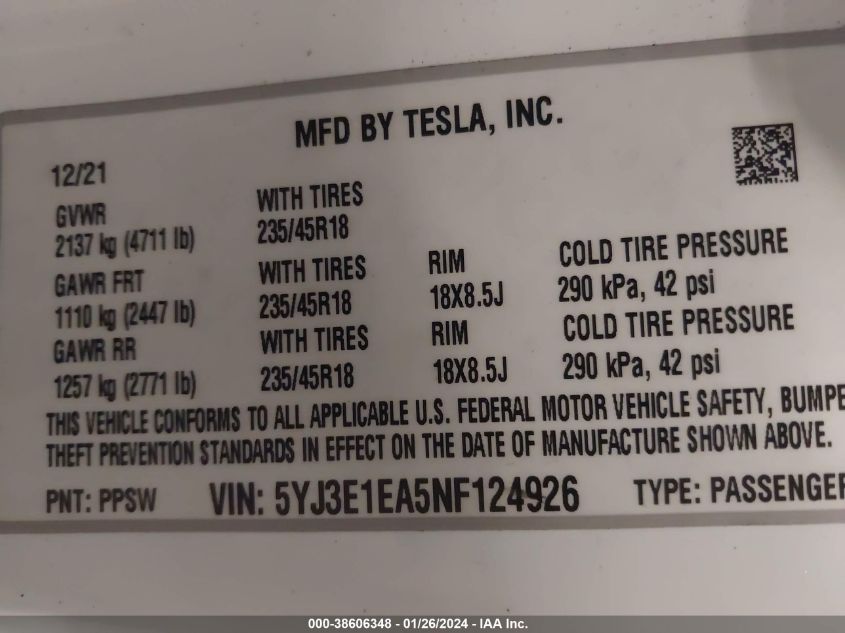 MFD BY TESLA, INC.
12/21
GVWR WITH TIRES
2137 kg (4711 lb) 235/45R18
GAWR FRT WITH TIRES RIM COLD TIRE PRESSURE
1110 kg (2447 lb) 235/45R18 18X8.5J 290 kPa, 42 psi
GAWR RR WITH TIRES RIM COLD TIRE PRESSURE
1257 kg (2771 lb) 235/45R18 18X8.5J 290 kPa, 42 psi
THIS VEHICLE CONFORMS TO ALL APPLICABLE U.S. FEDERAL MOTOR VEHICLE SAFETY, BUMPE
THEFT PREVENTION STANDARDS IN EFFECT ON THE DATE OF MANUFACTURE SHOWN ABOVE.
PNT: PPSW VIN: 5YJ3E1EA5NF124926 TYPE: PASSENGER
000-38606348 - 01/26/2024 - IAA Inc.